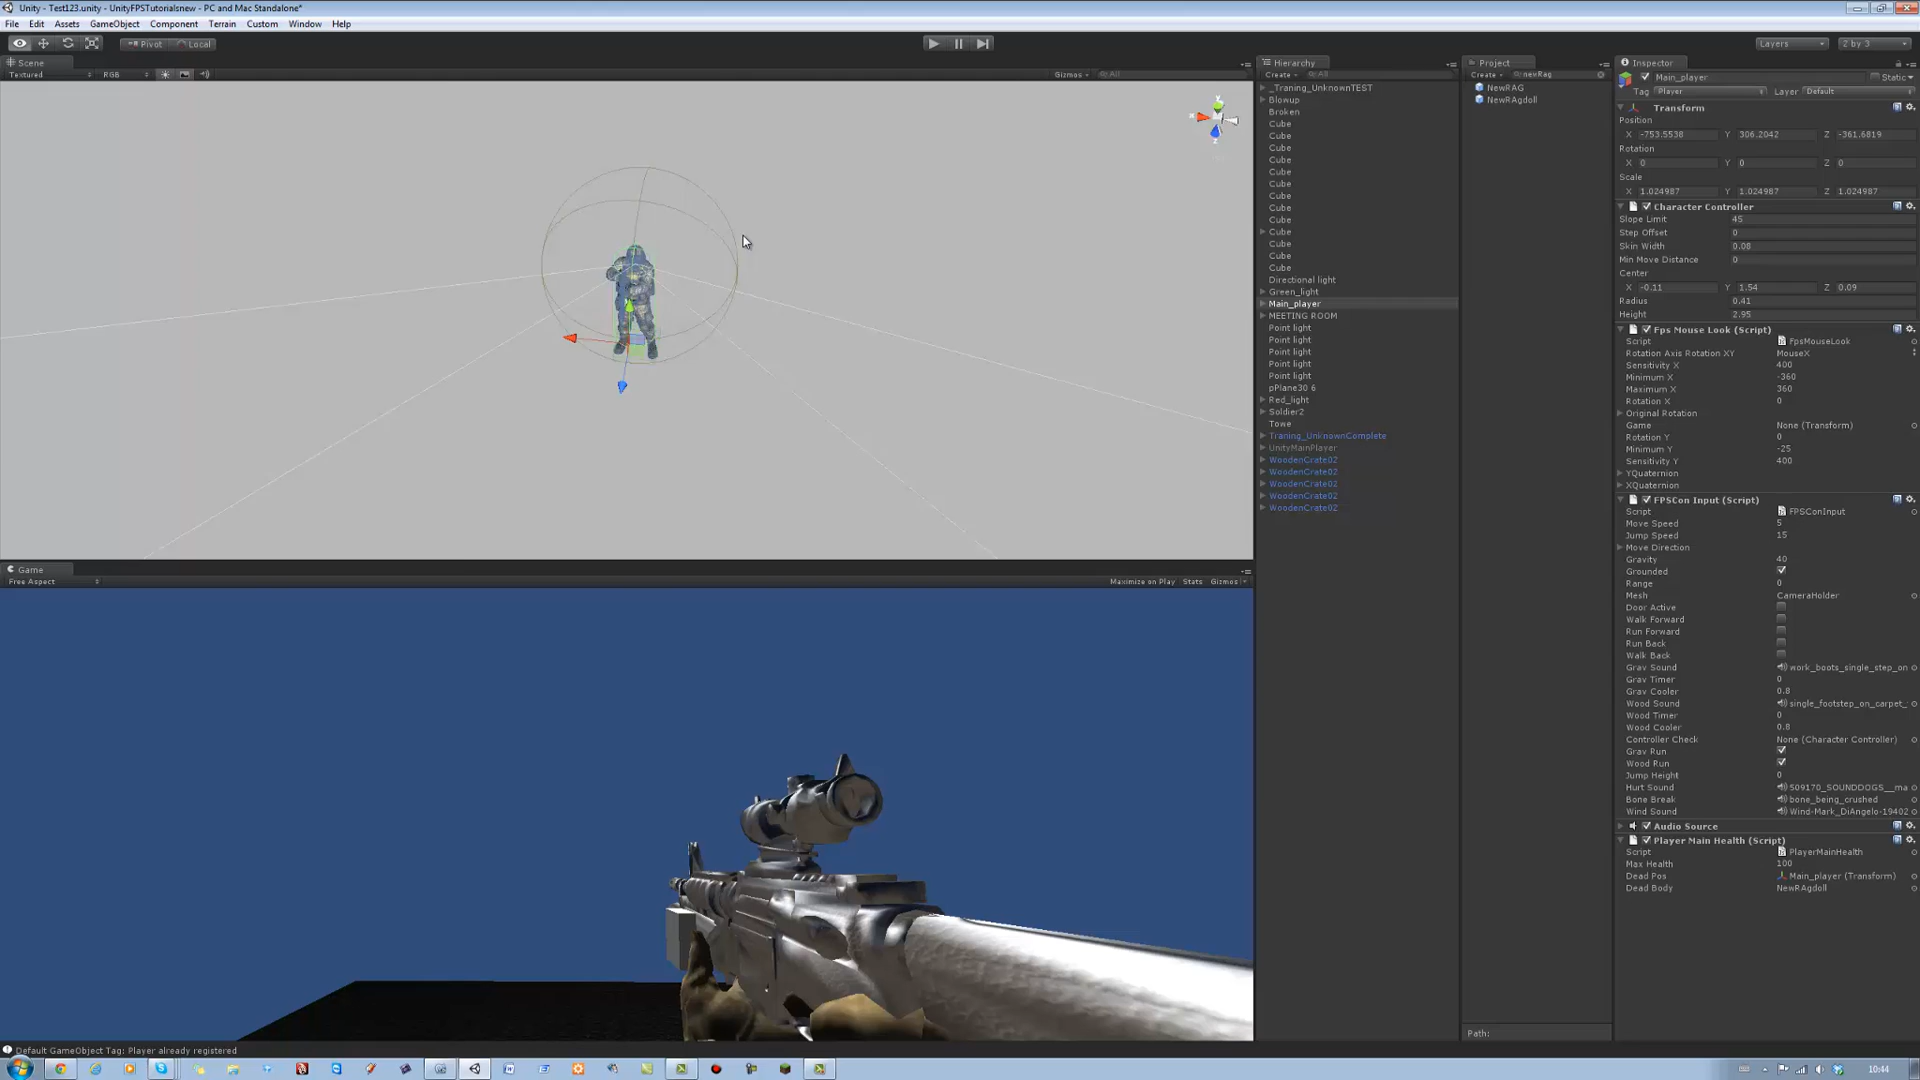 Unity - Test123.unity - UnityFPSTutorialsnew - PC and Mac Standalone*
File Edit Assets GameObject Component Terrain Custom Window Help
Pivot Local
Layers 2 by 3
Scene
Textured RGB Gizmos All
y
Game
Free Aspect Maximize on Play Stats Gizmos
Hierarchy
Create All
_Traning_UnknownTEST
Blowup
Broken
Cube
Cube
Cube
Cube
Cube
Cube
Cube
Cube
Cube
Cube
Cube
Cube
Cube
Directional light
Green_light
Main_player
MEETING ROOM
Point light
Point light
Point light
Point light
Point light
pPlane30 6
Red_light
Soldier2
Towe
Traning_UnknownComplete
UnityMainPlayer
WoodenCrate02
WoodenCrate02
WoodenCrate02
WoodenCrate02
WoodenCrate02
Project
Create newRag
NewRAG
NewRAgdoll
Path:
Inspector
Main_player Static
Tag Player Layer Default
Transform
Position
X -753.5538 Y 306.2042 Z -361.6819
Rotation
X 0 Y 0 Z 0
Scale
X 1.024987 Y 1.024987 Z 1.024987
Character Controller
Slope Limit 45
Step Offset 0
Skin Width 0.08
Min Move Distance 0
Center
X -0.11 Y 1.54 Z 0.09
Radius 0.41
Height 2.95
Fps Mouse Look (Script)
Script FpsMouseLook
Rotation Axis Rotation XY MouseX
Sensitivity X 400
Minimum X -360
Maximum X 360
Rotation X 0
Original Rotation
Game None (Transform)
Rotation Y 0
Minimum Y -25
Sensitivity Y 400
YQuaternion
XQuaternion
FPSCon Input (Script)
Script FPSConInput
Move Speed 5
Jump Speed 15
Move Direction
Gravity 40
Grounded
Range 0
Mesh CameraHolder
Door Active
Walk Forward
Run Forward
Run Back
Walk Back
Grav Sound work_boots_single_step_on
Grav Timer 0
Grav Cooler 0.8
Wood Sound single_footstep_on_carpet_
Wood Timer 0
Wood Cooler 0.8
Controller Check None (Character Controller)
Grav Run
Wood Run
Jump Height 0
Hurt Sound 509170_SOUNDDOGS__ma
Bone Break bone_being_crushed
Wind Sound Wind-Mark_DiAngelo-19402
Audio Source
Player Main Health (Script)
Script PlayerMainHealth
Max Health 100
Dead Pos Main_player (Transform)
Dead Body NewRAgdoll
Default GameObject Tag: Player already registered
10:44